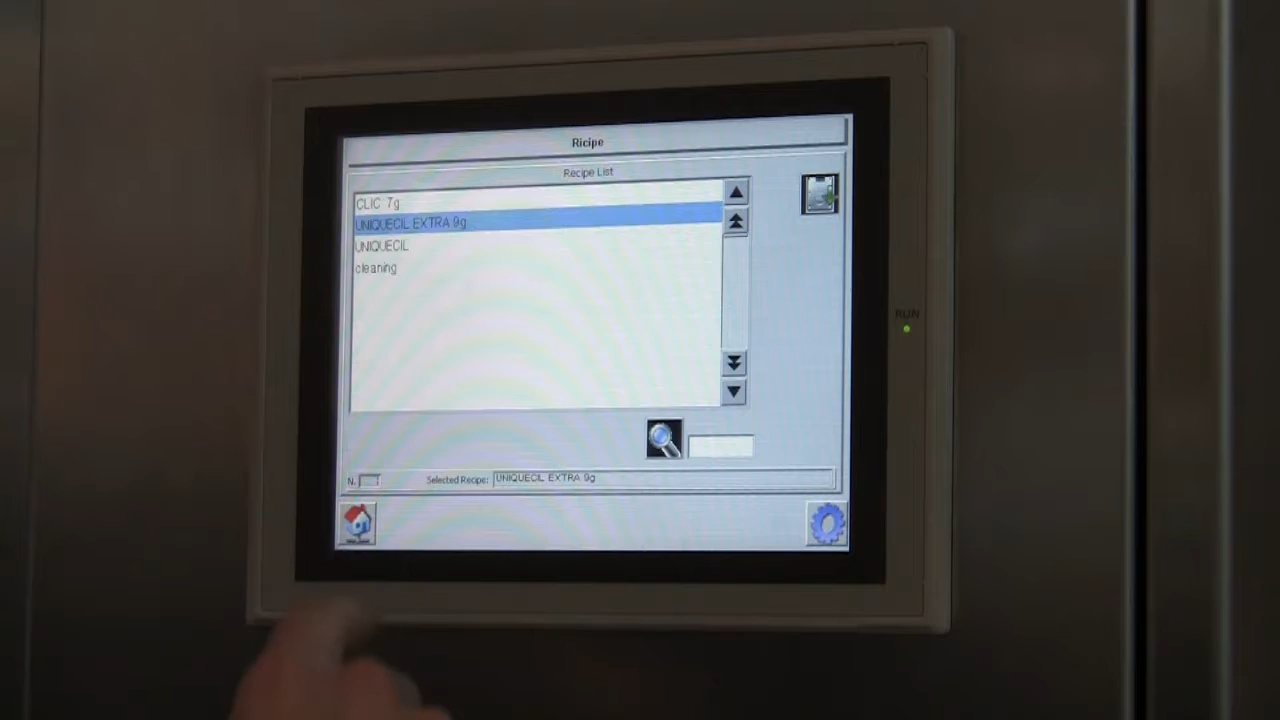 Ricipe
Recipe List
CLIC 7g
UNIQUECIL EXTRA 9g
UNIQUECIL
cleaning
N.
Selected Recipe: UNIQUECIL EXTRA 9g
RUN